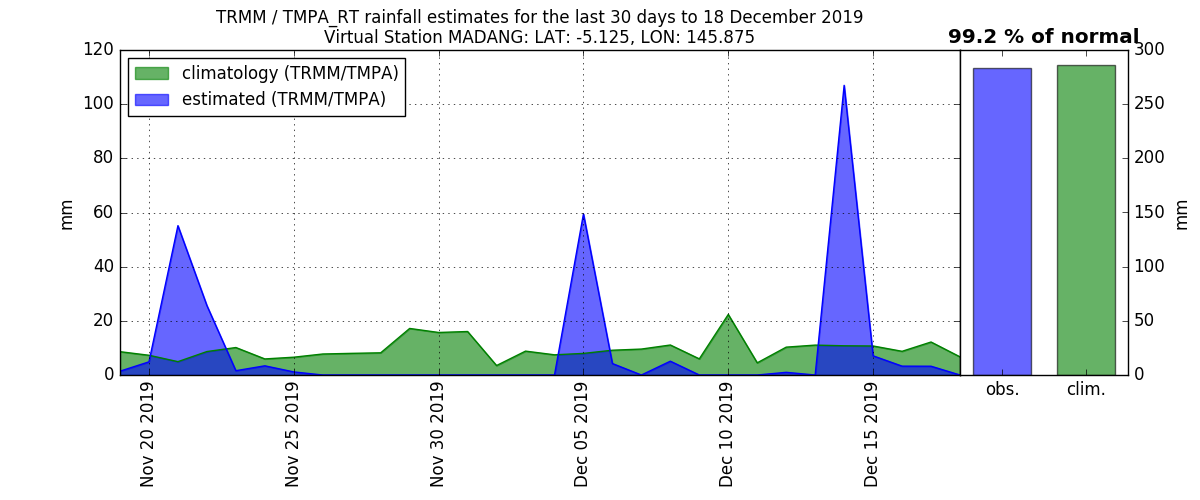 TRMM / TMPA_RT rainfall estimates for the last 30 days to 18 December 2019
Virtual Station MADANG: LAT: -5.125, LON: 145.875
99.2 % of normal
climatology (TRMM/TMPA)
estimated (TRMM/TMPA)
mm
120
100
80
60
40
20
0
Nov 20 2019
Nov 25 2019
Nov 30 2019
Dec 05 2019
Dec 10 2019
Dec 15 2019
obs.
clim.
300
250
200
150
100
50
0
mm